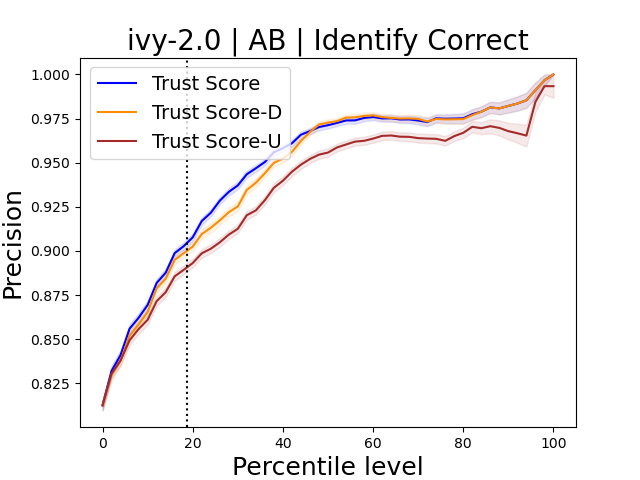 ivy-2.0 | AB | Identify Correct
Trust Score
Trust Score-D
Trust Score-U
Precision
1.000
0.975
0.950
0.925
0.900
0.875
0.850
0.825
0 20 40 60 80 100
Percentile level